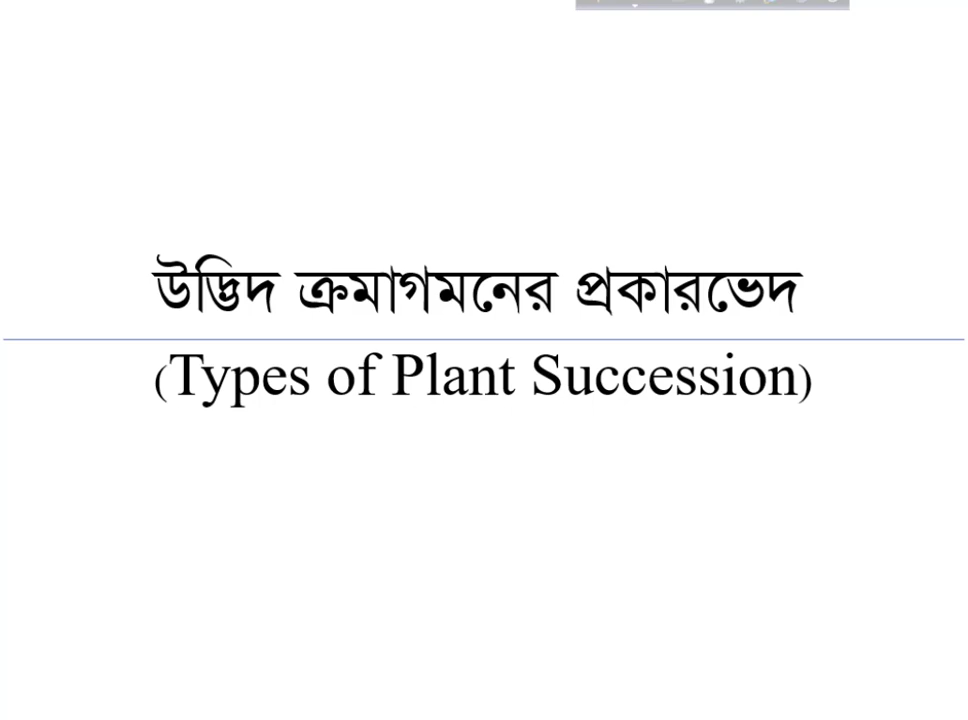 উদ্ভিদ ক্রমাগমনের প্রকারভেদ
(Types of Plant Succession)